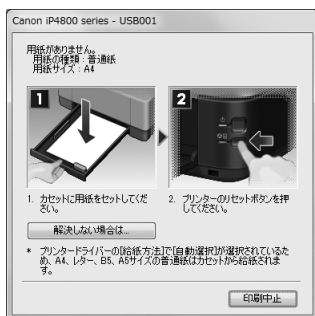 Canon iP4800 series - USB001
用紙がありません。
用紙の種類 : 普通紙
用紙サイズ : A4
1
2
1. カセットに用紙をセットしてくだ
さい。
2. プリンターのリセットボタンを押
してください。
解決しない場合は...
* プリンタードライバーの[給紙方法]で[自動選択]が選択されているた
め、A4、レター、B5、A5サイズの普通紙はカセットから給紙されま
す。
印刷中止